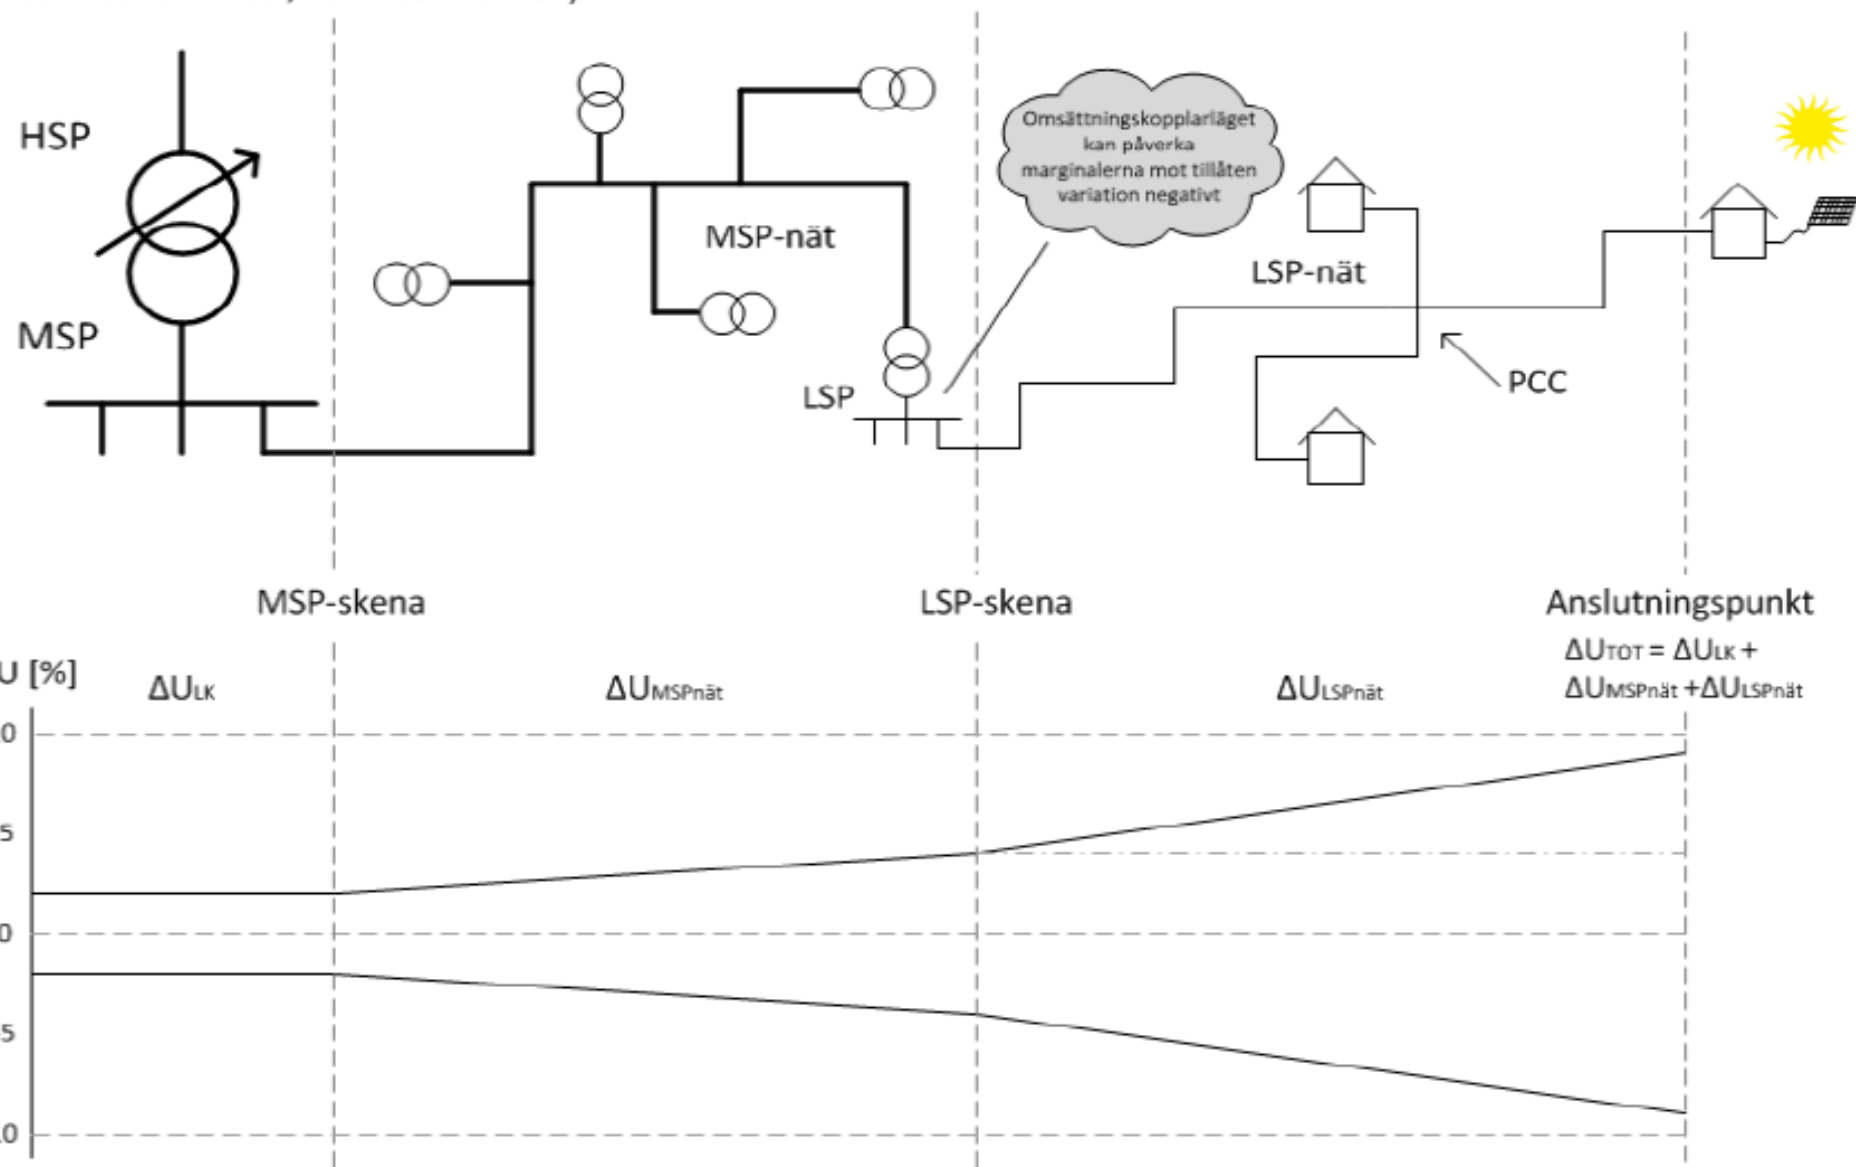 HSP
MSP
MSP-nät
LSP
Omsättningskopplarläget
kan påverka
marginalerna mot tillåten
variation negativt
LSP-nät
PCC
MSP-skena
LSP-skena
Anslutningspunkt
ΔUTOT = ΔULK +
ΔUMSPnät +ΔULSPnät
U [%]
ΔULK
ΔUMSPnät
ΔULSPnät
0
5
0
5
0